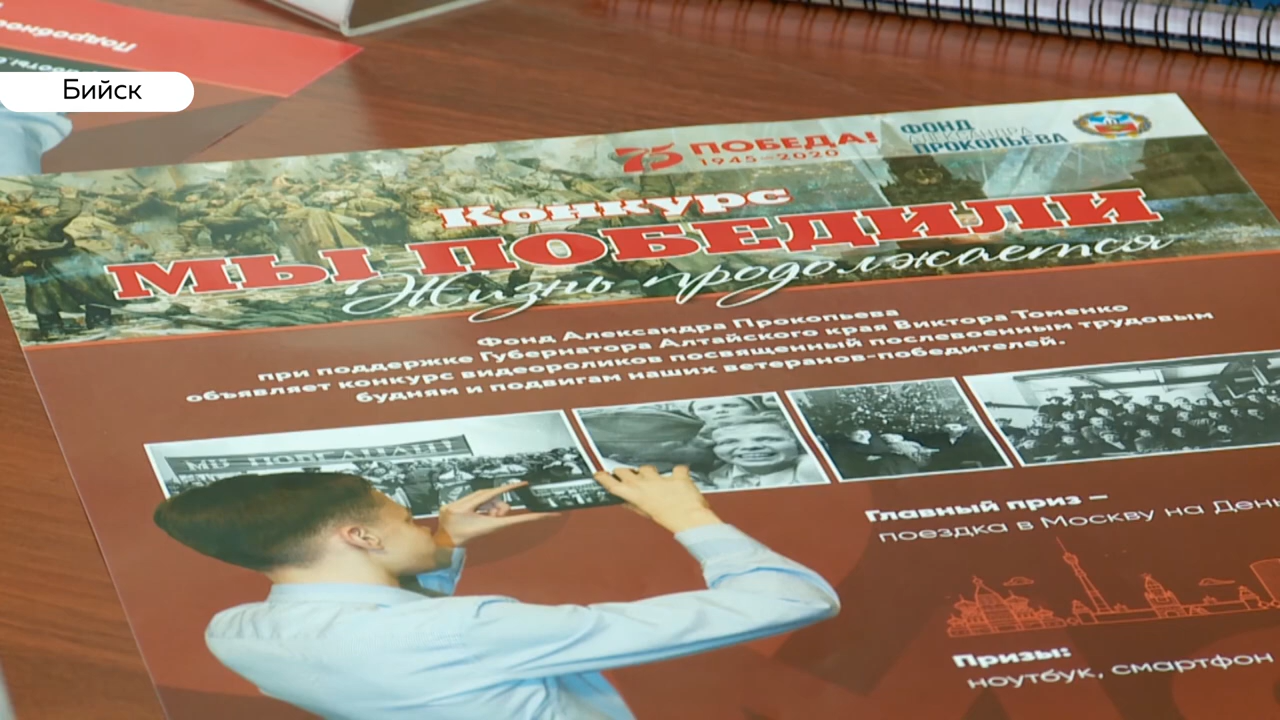 Подробнос
Бийск
75 ПОБЕДА!
1945–2020
ФОНД
АЛЕКСАНДРА
ПРОКОПЬЕВА
Конкурс
МЫ ПОБЕДИЛИ
Жизнь продолжается
Фонд Александра Прокопьева
при поддержке Губернатора Алтайского края Виктора Томенко
объявляет конкурс видеороликов посвященный послевоенным трудовым
будням и подвигам наших ветеранов-победителей.
Главный приз –
поездка в Москву на Ден
Призы:
ноутбук, смартфон